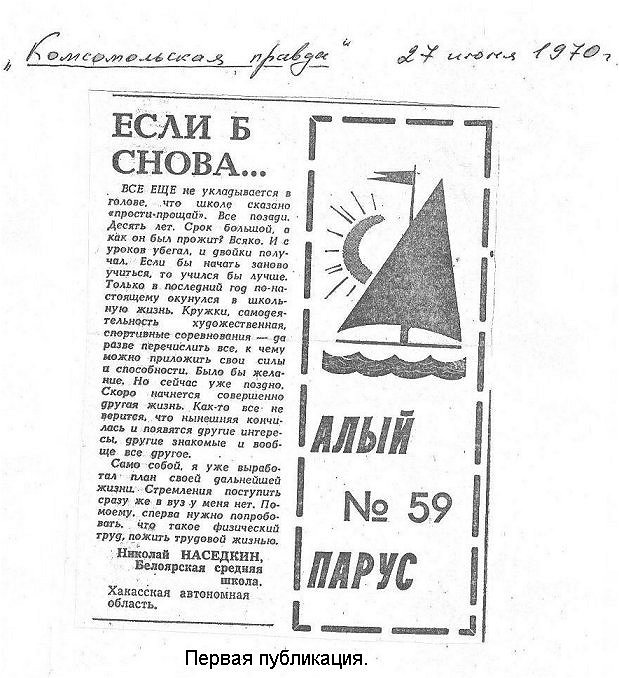 „Комсомольская правда“ 27 июня 1970 г.
ЕСЛИ Б
СНОВА...
ВСЕ ЕЩЕ не укладывается в
голове, что школе сказано
«прости-прощай». Все позади.
Десять лет. Срок большой, а
как он был прожит? Всяко. И с
уроков убегал, и двойки полу-
чал. Если бы начать заново
учиться, то учился бы лучше.
Только в последний год по-на-
стоящему окунулся в школь-
ную жизнь. Кружки, самодея-
тельность художественная,
спортивные соревнования — да
разве перечислить все, к чему
можно приложить свои силы
и способности. Было бы жела-
ние. Но сейчас уже поздно.
Скоро начнется совершенно
другая жизнь. Как-то все не
верится, что нынешняя кончи-
лась и появятся другие интере-
сы, другие знакомые и вооб-
ще все другое.
Само собой, я уже вырабо-
тал план своей дальнейшей
жизни. Стремления поступить
сразу же в вуз у меня нет. По-
моему, сперва нужно попробо-
вать, что такое физический
труд, пожить трудовой жизнью.
Николай НАСЕДКИН,
Белоярская средняя
школа.
Хакасская автономная
область.
АЛЫЙ
№ 59
ПАРУС
Первая публикация.